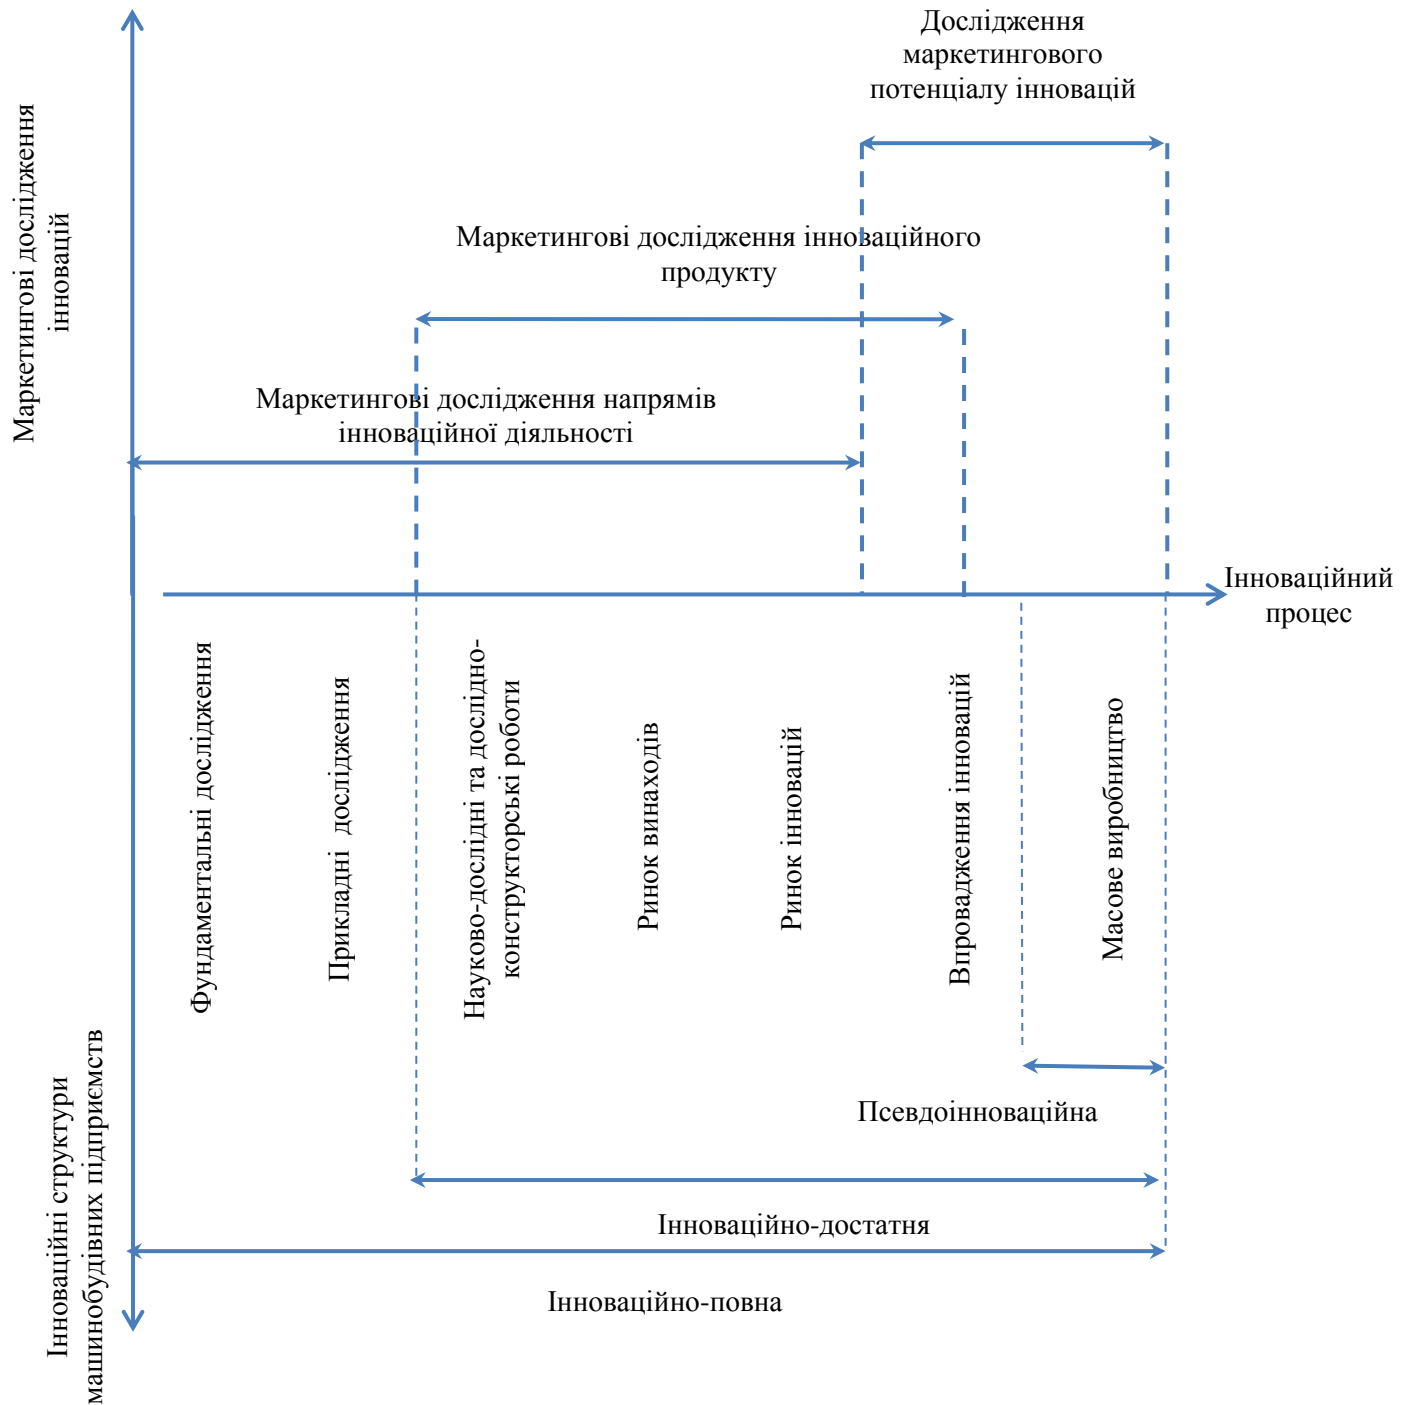 Дослідження
маркетингового
потенціалу інновацій
Маркетингові дослідження
інновацій
Маркетингові дослідження інноваційного
продукту
Маркетингові дослідження напрямів
інноваційної діяльності
Інноваційний
процес
Фундаментальні дослідження
Прикладні дослідження
Науково-дослідні та дослідно-
конструкторські роботи
Ринок винаходів
Ринок інновацій
Впровадження інновацій
Масове виробництво
Псевдоінноваційна
Інноваційно-достатня
Інноваційно-повна
Інноваційні структури
машинобудівних підприємств